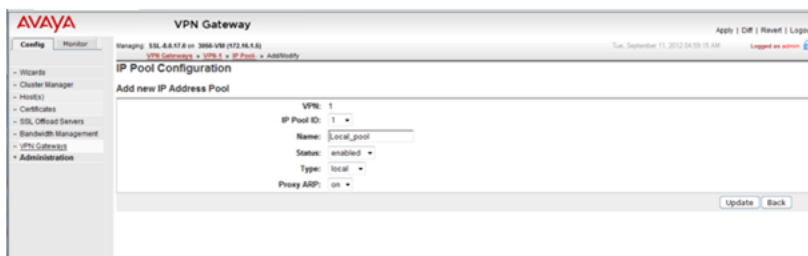 AVAYA
VPN Gateway
Apply | Diff | Revert | Logou
Config Monitor
Managing: SSL-8.0.17.0 on 3050-VM (172.16.1.5)
Tue, September 11, 2012 04:59:15 AM
Logged as admin
VPN Gateways » VPN-1 » IP Pool » Add/Modify
IP Pool Configuration
Add new IP Address Pool
Wizards
Cluster Manager
Host(s)
Certificates
SSL Offload Servers
Bandwidth Management
VPN Gateways
Administration
VPN: 1
IP Pool ID: 1
Name: Local_pool
Status: enabled
Type: local
Proxy ARP: on
Update Back